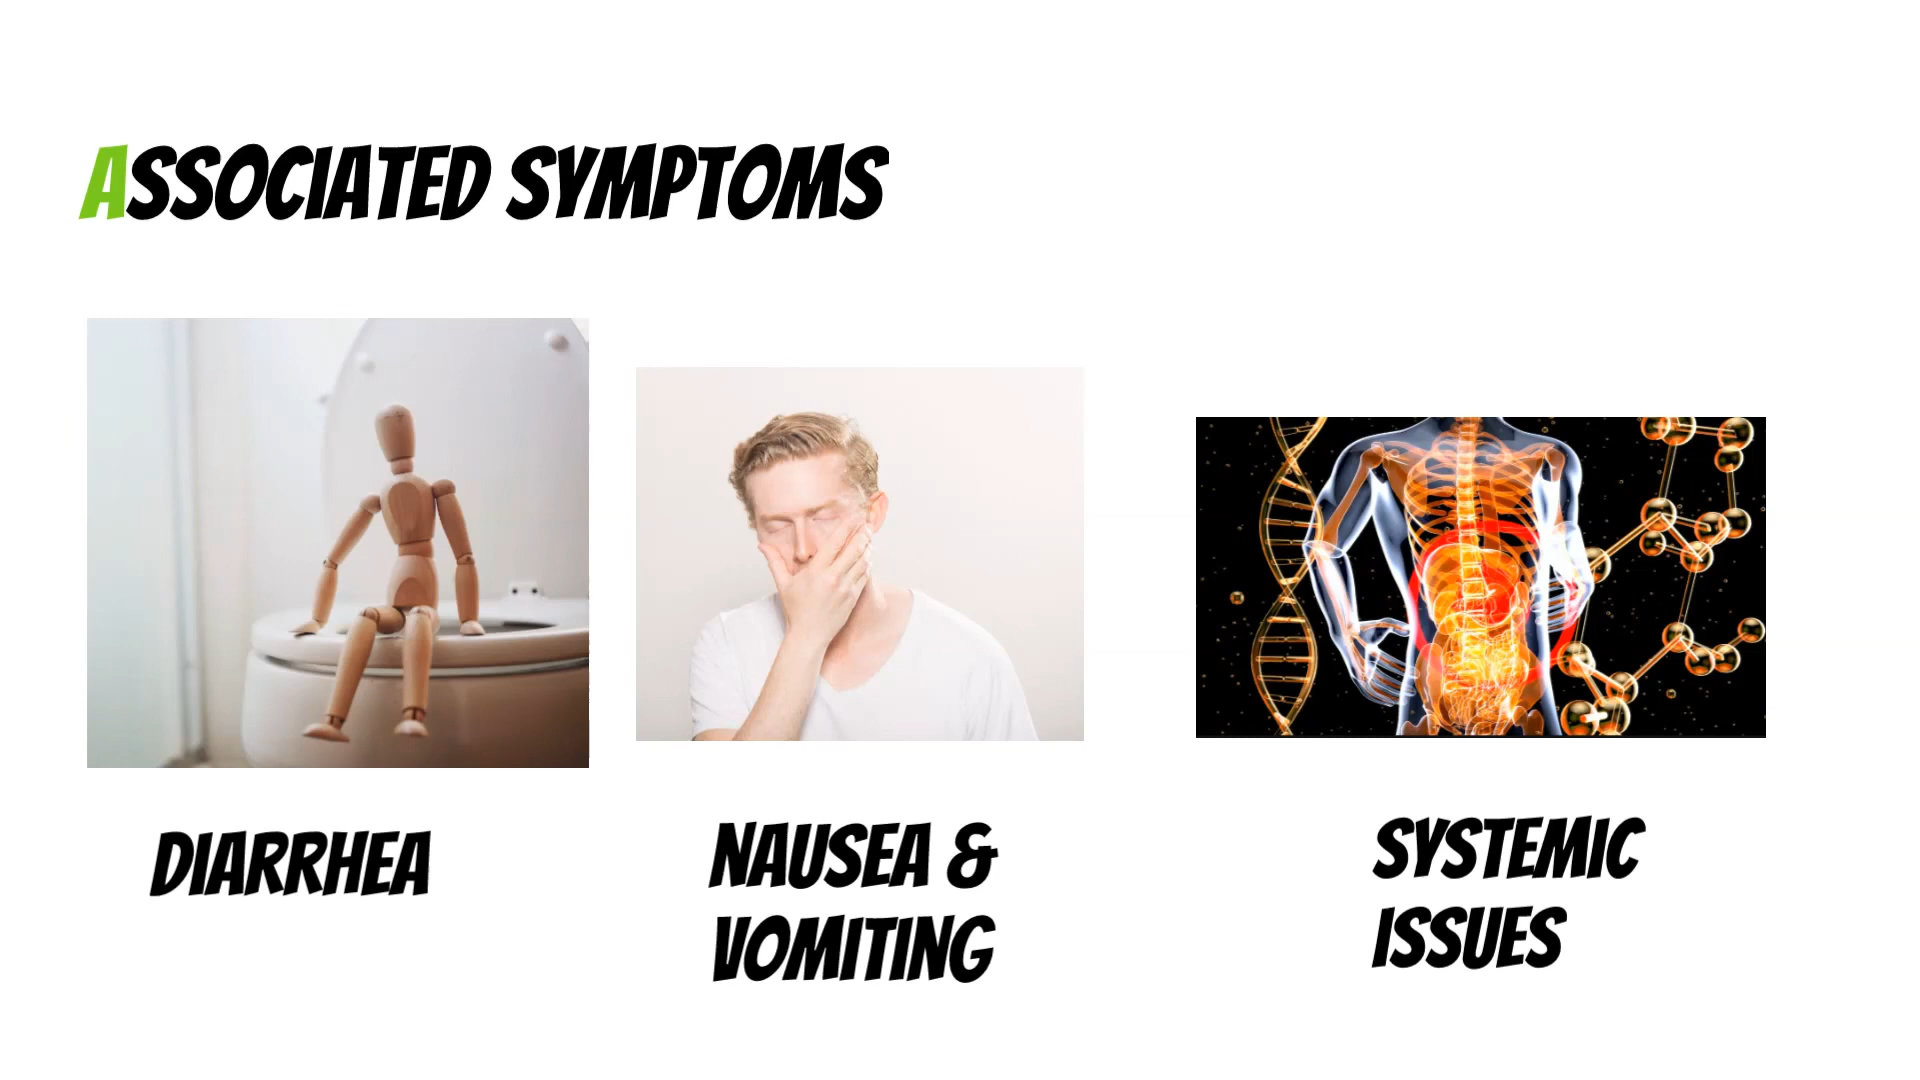 ASSOCIATED SYMPTOMS
DIARRHEA
NAUSEA &
VOMITING
SYSTEMIC
ISSUES